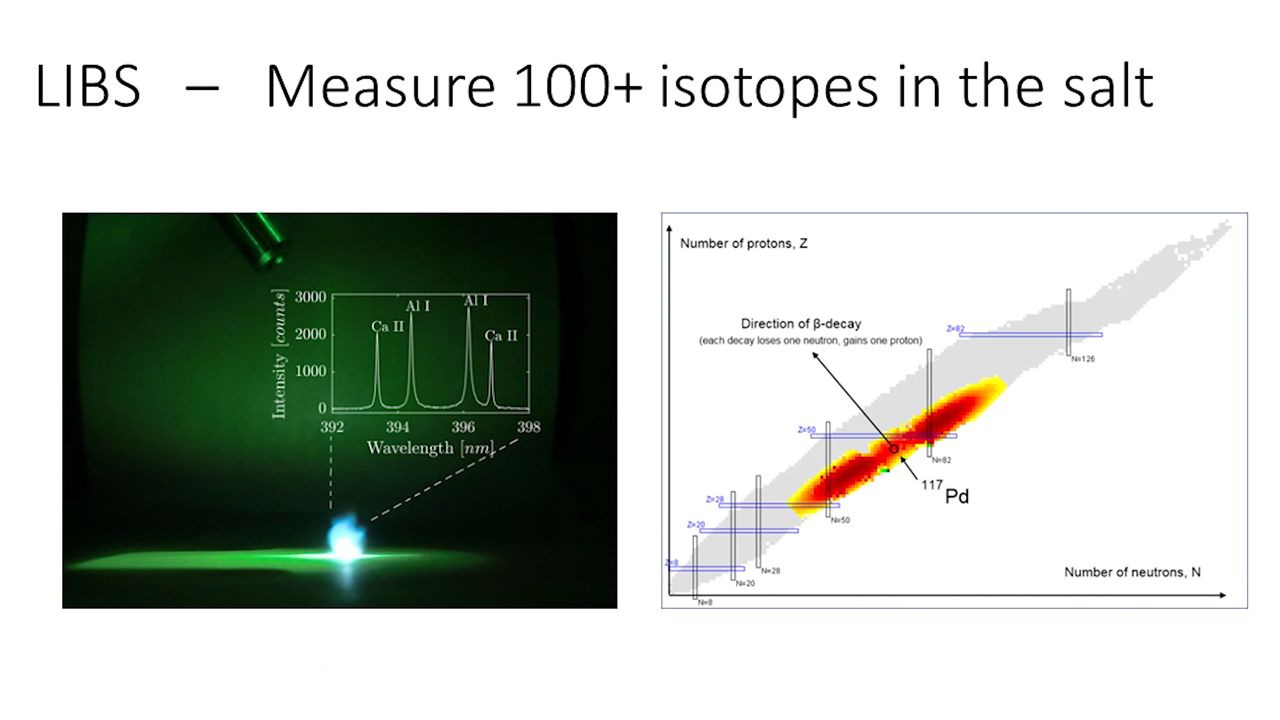 LIBS – Measure 100+ isotopes in the salt
Intensity [counts]
3000
2000
1000
0
Ca II
Al I
Al I
Ca II
392
394
396
398
Wavelength [nm]
Number of protons, Z
Direction of β-decay
(each decay loses one neutron, gains one proton)
Z=82
N=126
Z=50
N=82
117Pd
Z=28
N=50
Z=20
N=28
Z=8
N=20
N=8
Number of neutrons, N